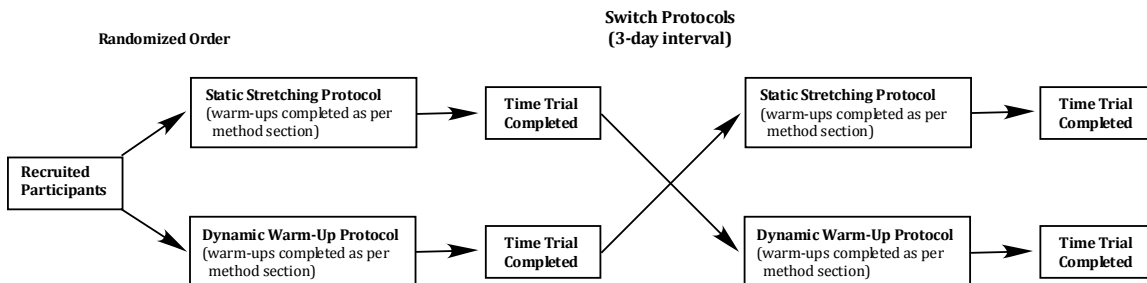 Switch Protocols
(3-day interval)
Randomized Order
Static Stretching Protocol
(warm-ups completed as per
method section)
Time Trial
Completed
Static Stretching Protocol
(warm-ups completed as per
method section)
Time Trial
Completed
Recruited
Participants
Dynamic Warm-Up Protocol
(warm-ups completed as per
method section)
Time Trial
Completed
Dynamic Warm-Up Protocol
(warm-ups completed as per
method section)
Time Trial
Completed